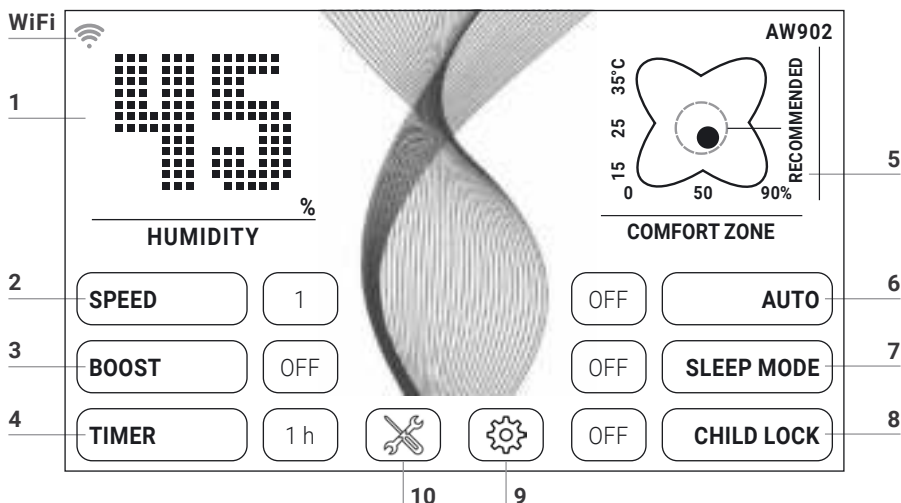 WiFi
AW902
1
45
%
HUMIDITY
35°C
25
15
0 50 90%
RECOMMENDED
COMFORT ZONE
5
2
SPEED 1
OFF AUTO
6
3
BOOST OFF
OFF SLEEP MODE
7
4
TIMER 1 h
OFF CHILD LOCK
8
10 9